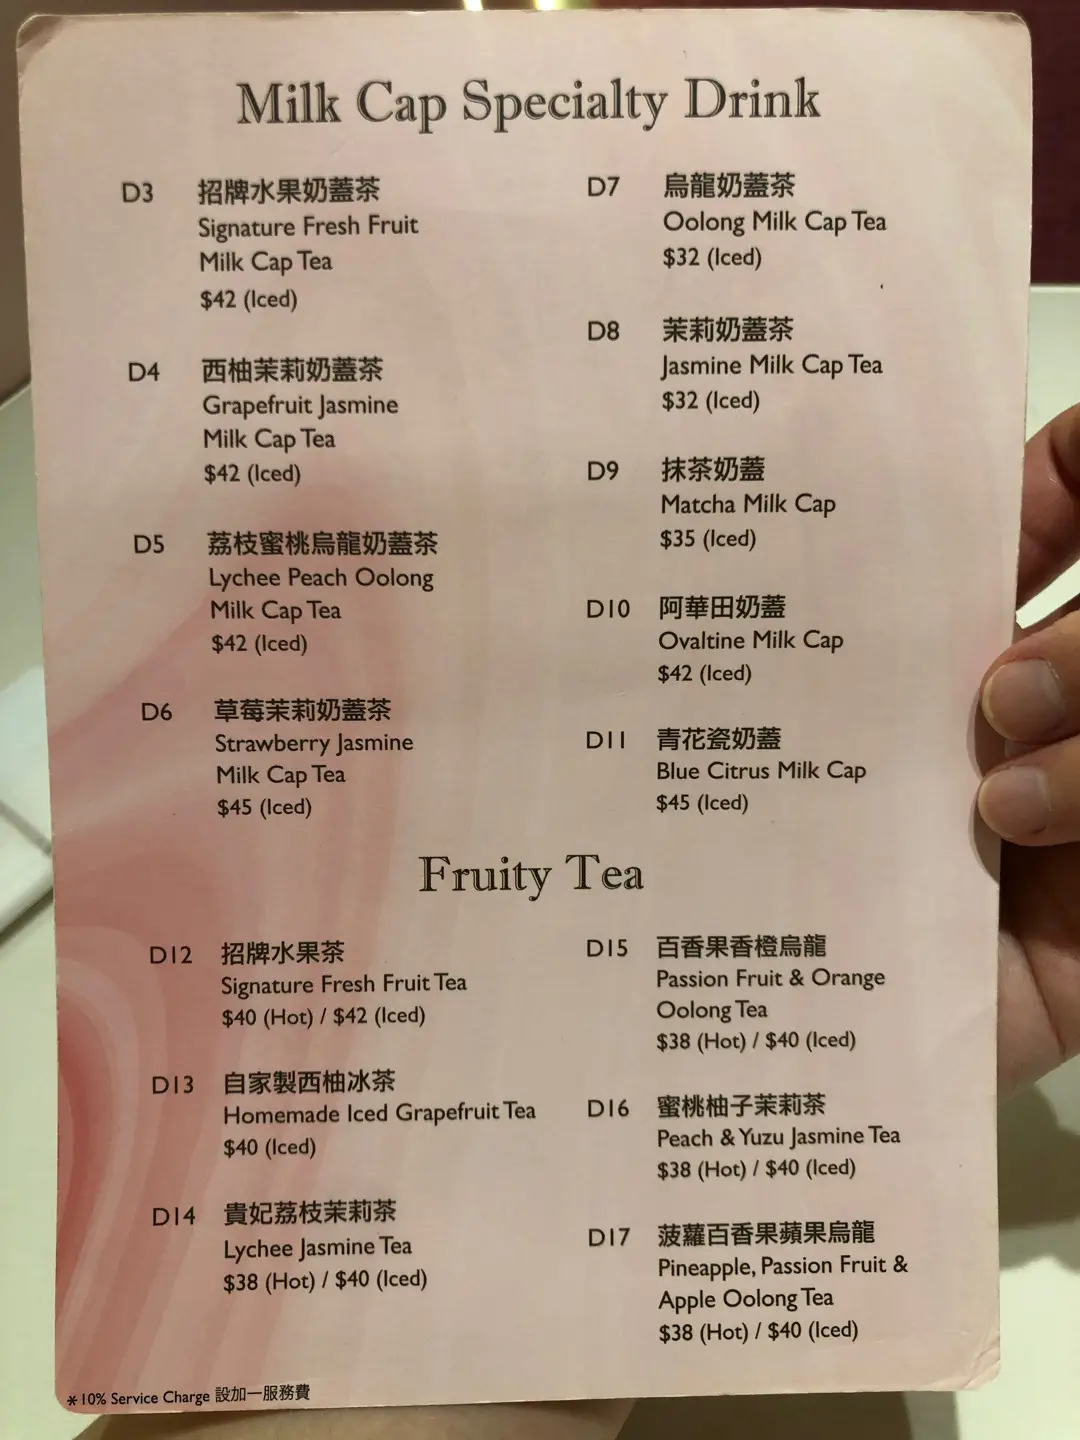 Milk Cap Specialty Drink
D3 招牌水果奶蓋茶
Signature Fresh Fruit
Milk Cap Tea
$42 (Iced)
D4 西柚茉莉奶蓋茶
Grapefruit Jasmine
Milk Cap Tea
$42 (Iced)
D5 荔枝蜜桃烏龍奶蓋茶
Lychee Peach Oolong
Milk Cap Tea
$42 (Iced)
D6 草莓茉莉奶蓋茶
Strawberry Jasmine
Milk Cap Tea
$45 (Iced)
D7 烏龍奶蓋茶
Oolong Milk Cap Tea
$32 (Iced)
D8 茉莉奶蓋茶
Jasmine Milk Cap Tea
$32 (Iced)
D9 抹茶奶蓋
Matcha Milk Cap
$35 (Iced)
D10 阿華田奶蓋
Ovaltine Milk Cap
$42 (Iced)
D11 青花瓷奶蓋
Blue Citrus Milk Cap
$45 (Iced)
Fruity Tea
D12 招牌水果茶
Signature Fresh Fruit Tea
$40 (Hot) / $42 (Iced)
D13 自家製西柚冰茶
Homemade Iced Grapefruit Tea
$40 (Iced)
D14 貴妃荔枝茉莉茶
Lychee Jasmine Tea
$38 (Hot) / $40 (Iced)
D15 百香果香橙烏龍
Passion Fruit & Orange
Oolong Tea
$38 (Hot) / $40 (Iced)
D16 蜜桃柚子茉莉茶
Peach & Yuzu Jasmine Tea
$38 (Hot) / $40 (Iced)
D17 菠蘿百香果蘋果烏龍
Pineapple, Passion Fruit &
Apple Oolong Tea
$38 (Hot) / $40 (Iced)
*10% Service Charge 設加一服務費